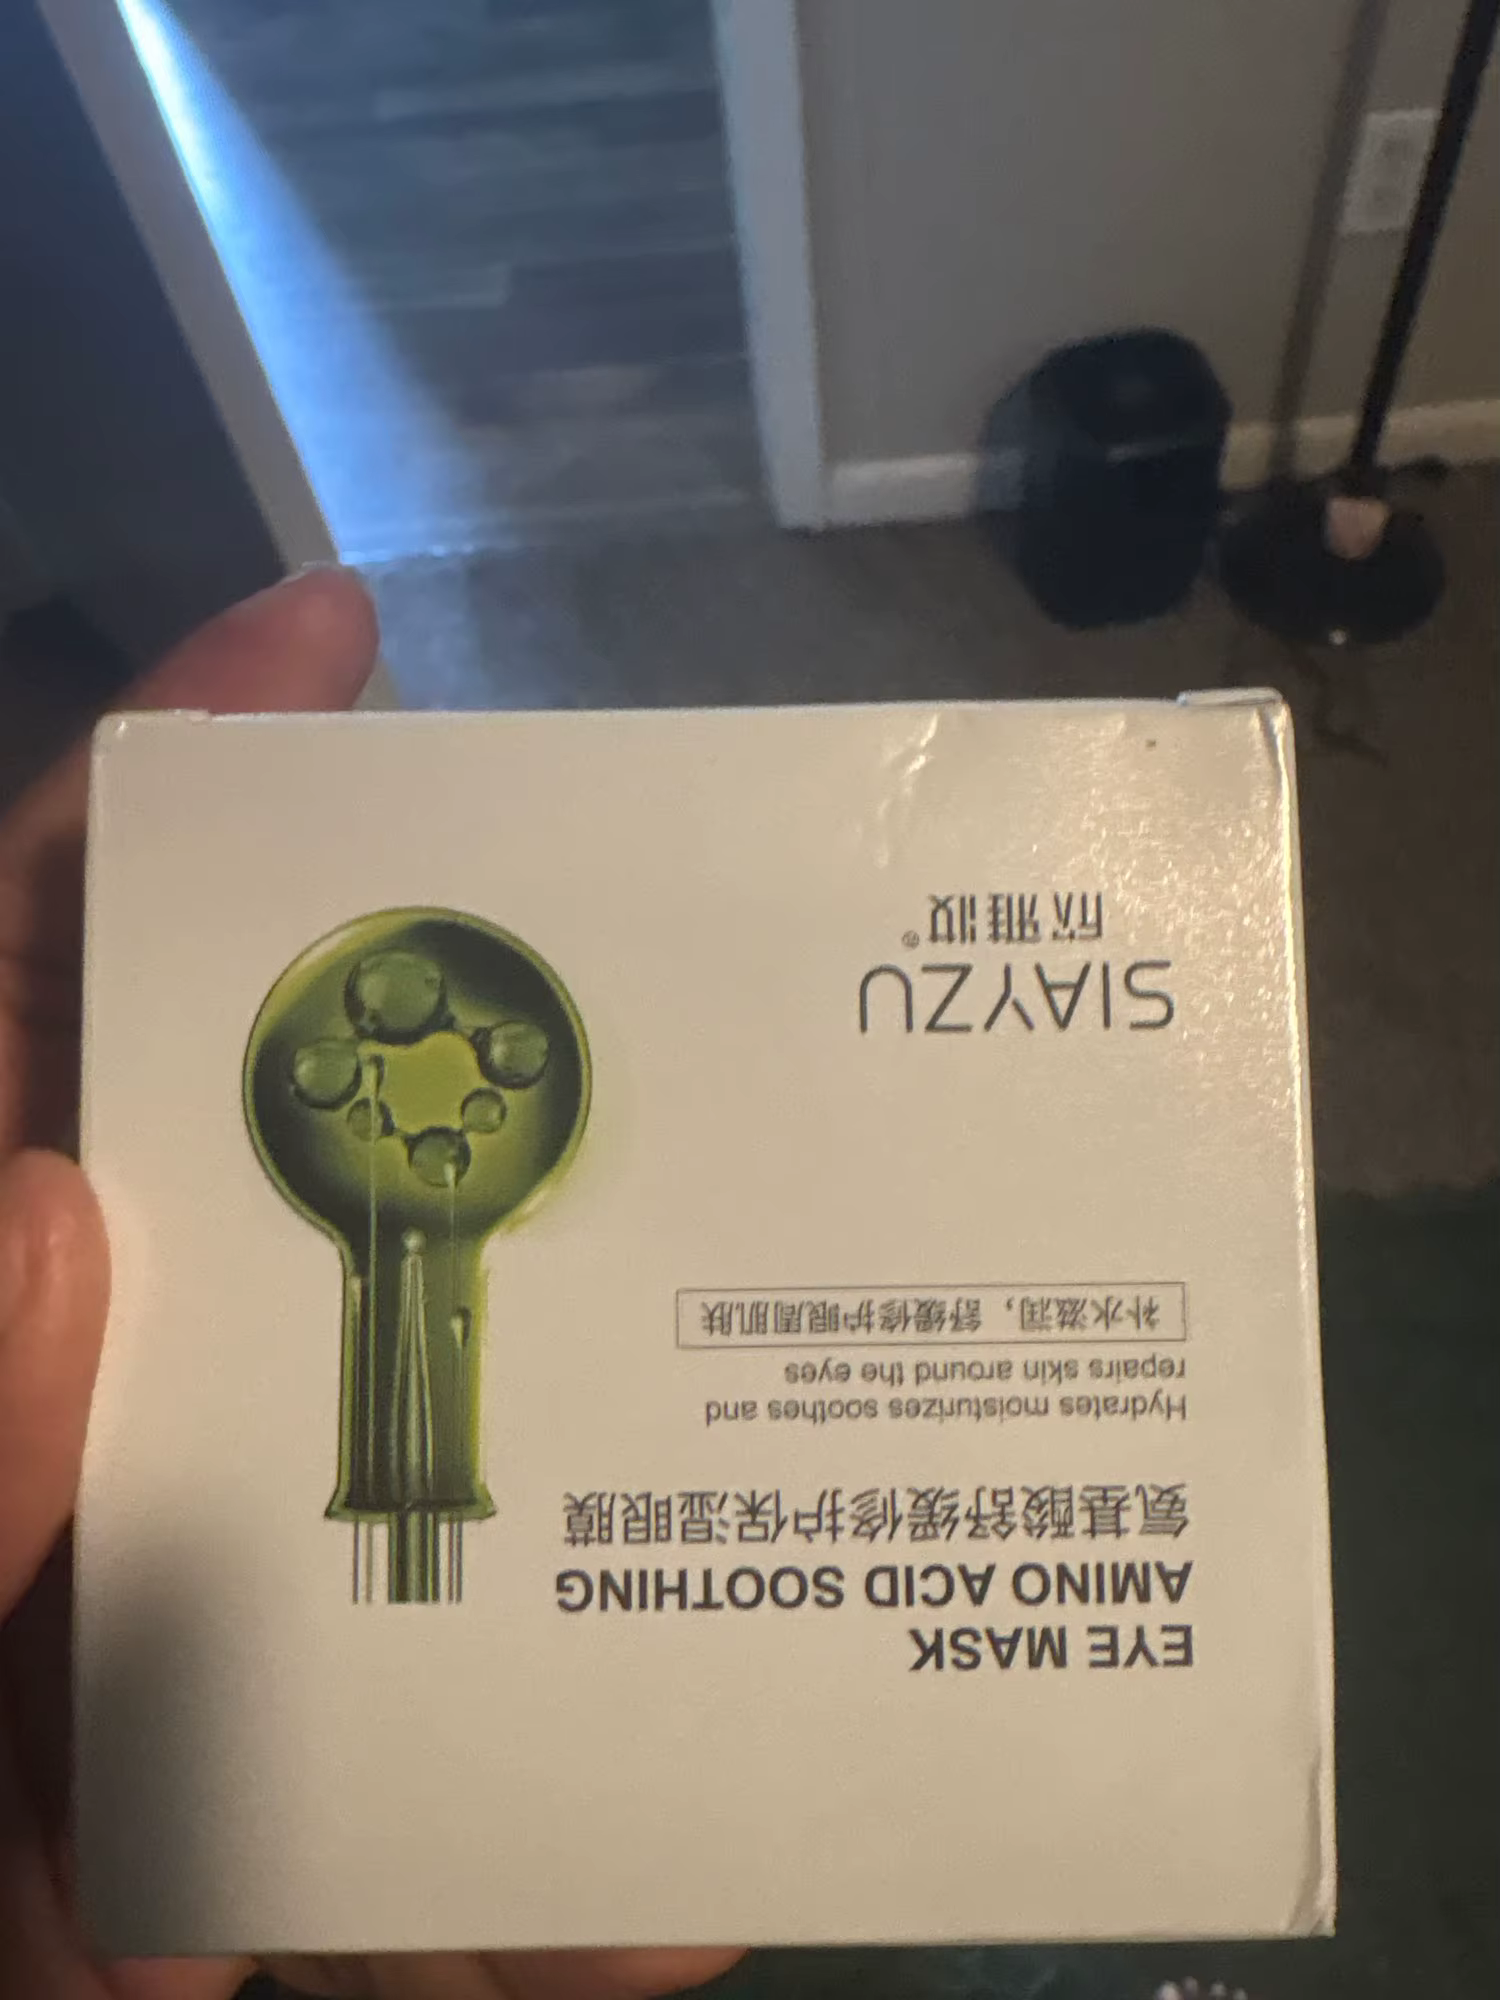 EYE MASK
AMINO ACID SOOTHING
氨基酸舒缓修护保湿眼膜
Hydrates moisturizes soothes and
repairs skin around the eyes
补水滋润，舒缓修护眼周肌肤
SIAYZU
欣雅妆®